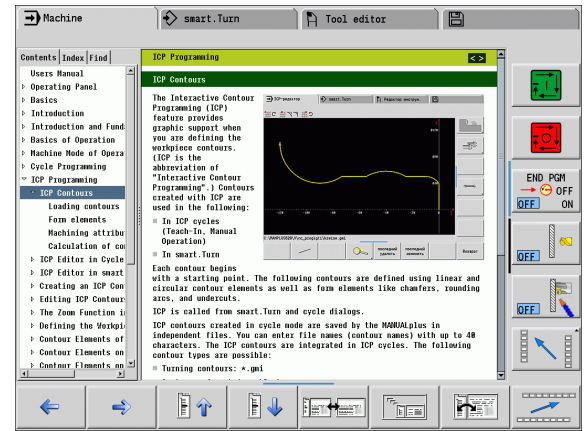 Machine
smart.Turn
Tool editor
Contents Index Find
Users Manual
Operating Panel
Basics
Introduction
Introduction and Fund
Basics of Operation
Machine Mode of Opera
Cycle Programming
ICP Programming
ICP Contours
Loading contours
Form elements
Machining attribu
Calculation of co
ICP Editor in Cycle
ICP Editor in smart
Creating an ICP Con
Editing ICP Contour
The Zoom Function i
Defining the Workpi
Contour Elements of
Contour Elements on
Contour Elements on
ICP Programming
< >
ICP Contours
The Interactive Contour
Programming (ICP)
feature provides
graphic support when
you are defining the
workpiece contours.
(ICP is the
abbreviation of
"Interactive Contour
Programming".) Contours
created with ICP are
used in the following:
In ICP cycles
(Teach-In, Manual
Operation)
In smart.Turn
Each contour begins
with a starting point. The following contours are defined using linear and
circular contour elements as well as form elements like chamfers, rounding
arcs, and undercuts.
ICP is called from smart.Turn and cycle dialogs.
ICP contours created in cycle mode are saved by the MANUALplus in
independent files. You can enter file names (contour names) with up to 40
characters. The ICP contours are integrated in ICP cycles. The following
contour types are possible:
Turning contours: *.gmi
smart.Turn
последний
удалить
последний
изменить
Возврат
END PGM
OFF
OFF ON
OFF
OFF